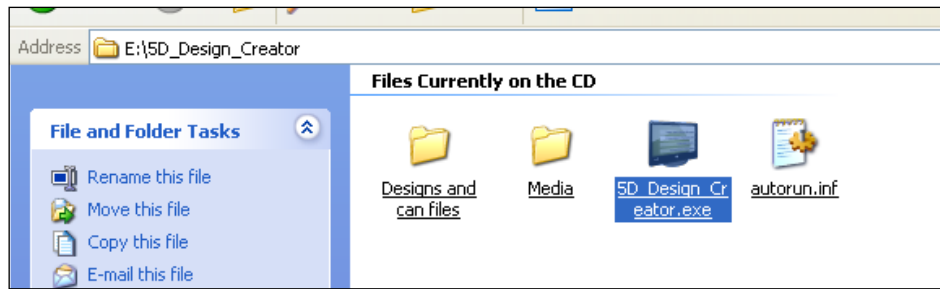 Address E:\5D_Design_Creator
Files Currently on the CD
File and Folder Tasks
Rename this file
Move this file
Copy this file
E-mail this file
Designs and
can files
Media
5D_Design_Cr
eator.exe
autorun.inf